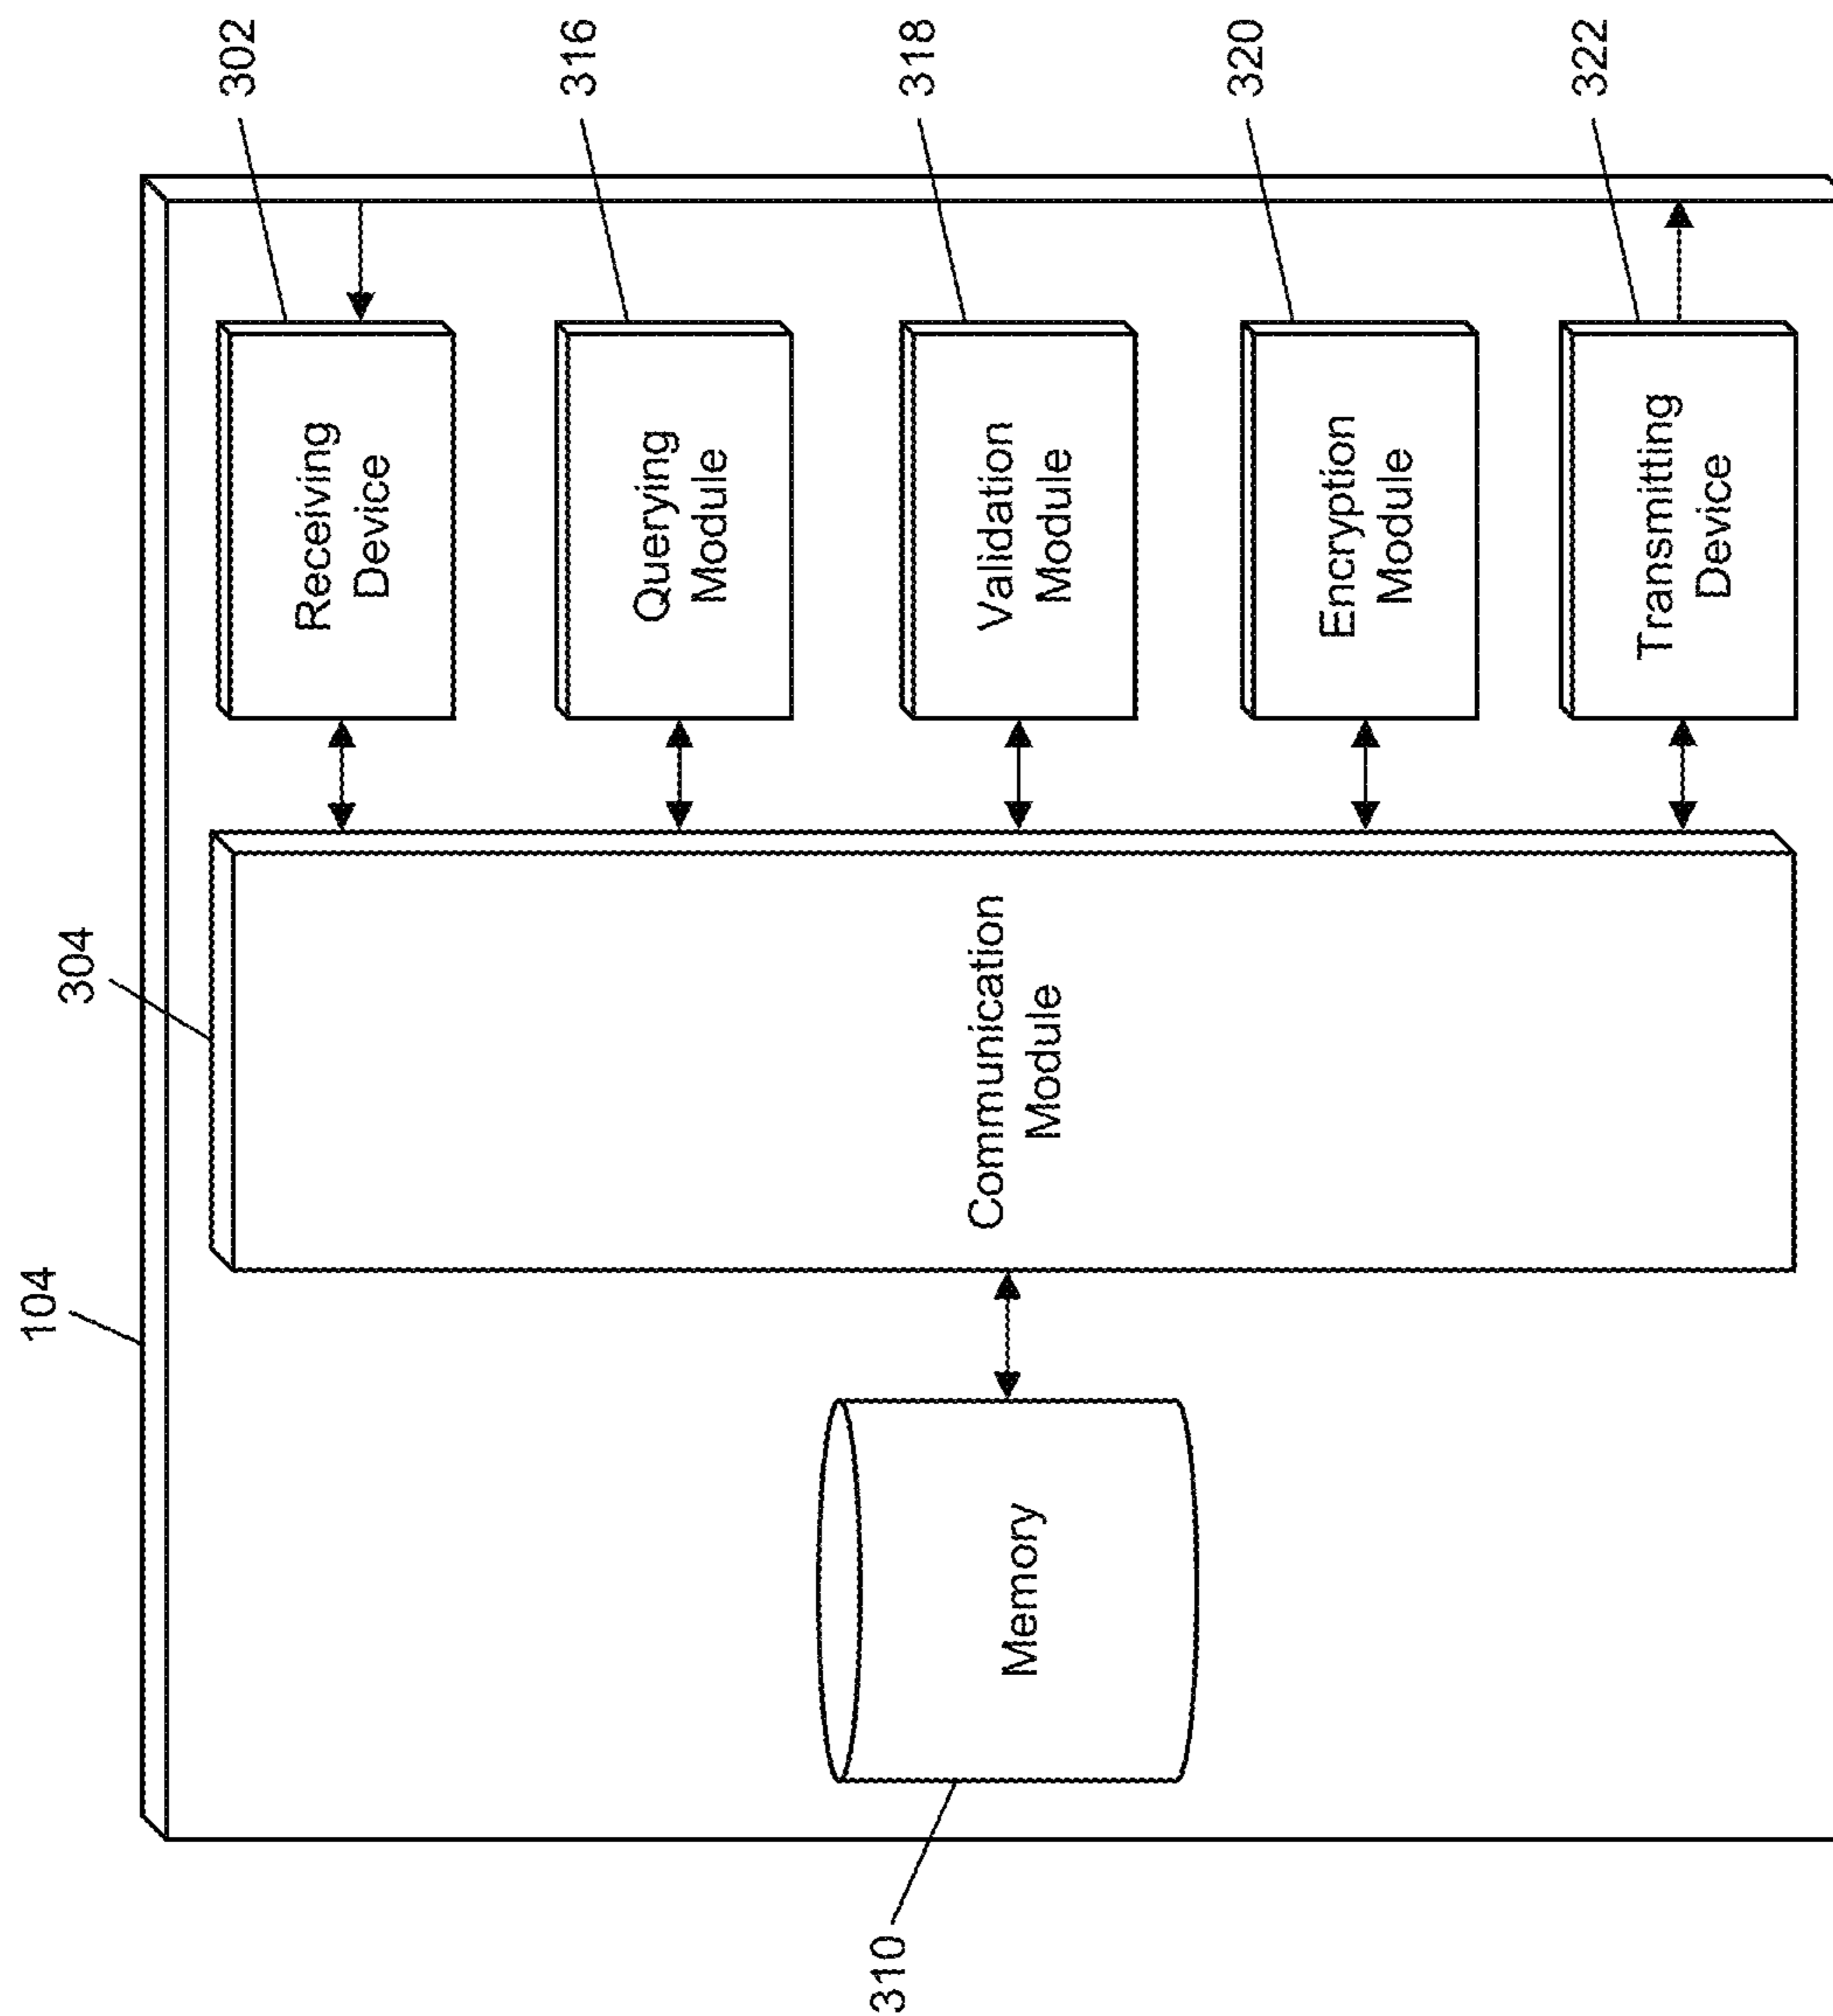 104
304
302
Receiving
Device
316
Querying
Module
318
Validation
Module
320
Encryption
Module
322
Transmitting
Device
Communication
Module
Memory
310